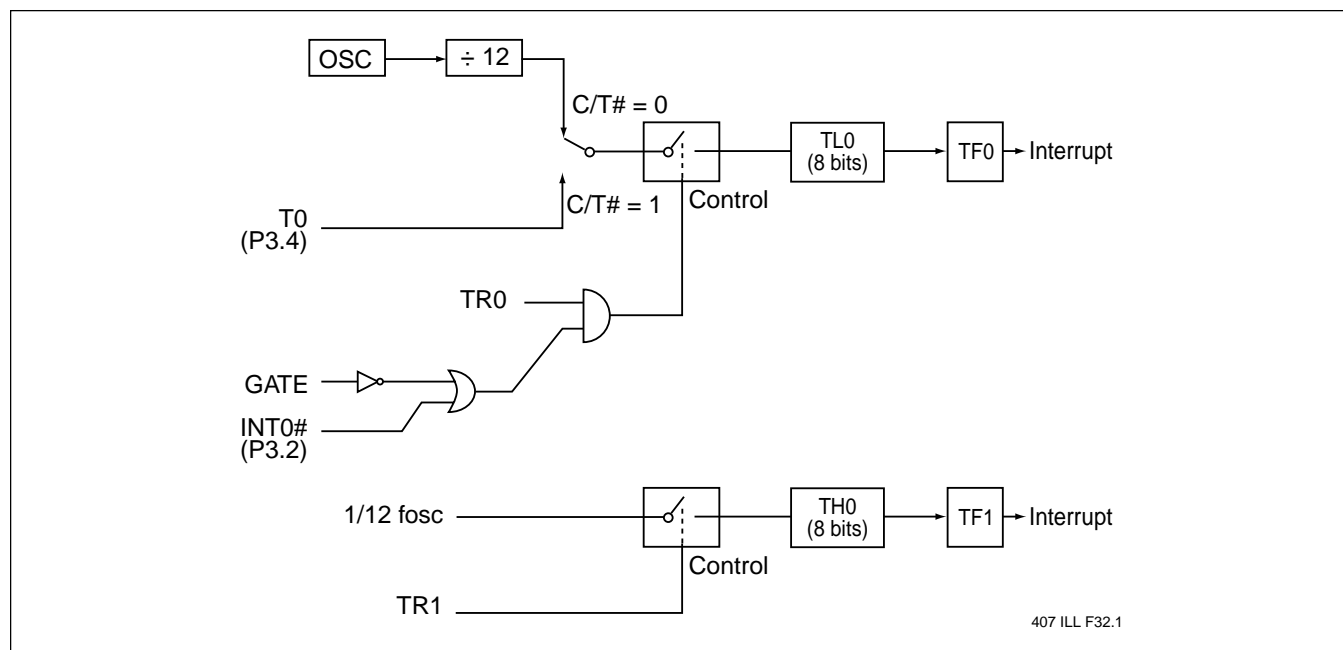 OSC
÷ 12
C/T# = 0
TL0
(8 bits)
TF0
Interrupt
C/T# = 1
Control
T0
(P3.4)
TR0
GATE
INT0#
(P3.2)
1/12 fosc
TH0
(8 bits)
TF1
Interrupt
Control
TR1
407 ILL F32.1